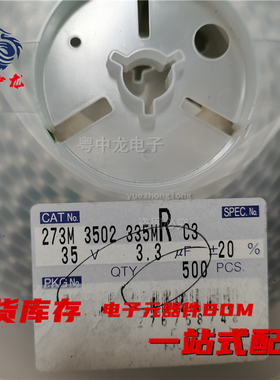 中龙
粤中龙电子
yuezhonglong
CAT No.
SPEC. No.
273M 3502 335MR C3
35 V 3.3 μF ±20 %
PKG No.
QTY 500 PCS.
货库存 电子元器件BOM
一站式配